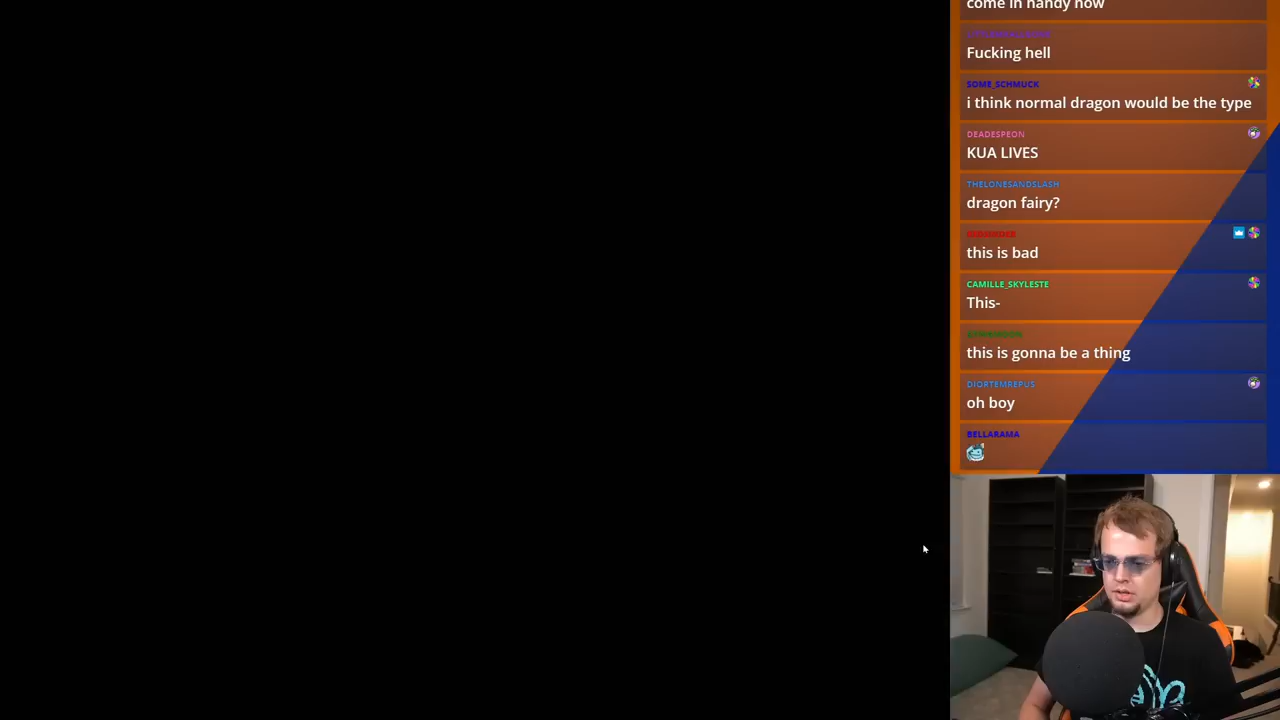 come in handy now
Fucking hell
SOME_SCHMUCK
i think normal dragon would be the type
DEADESPEON
KUA LIVES
THELONESANDSLASH
dragon fairy?
this is bad
CAMILLE_SKYLESTE
This-
this is gonna be a thing
DIORTEMREPUS
oh boy
BELLARAMA